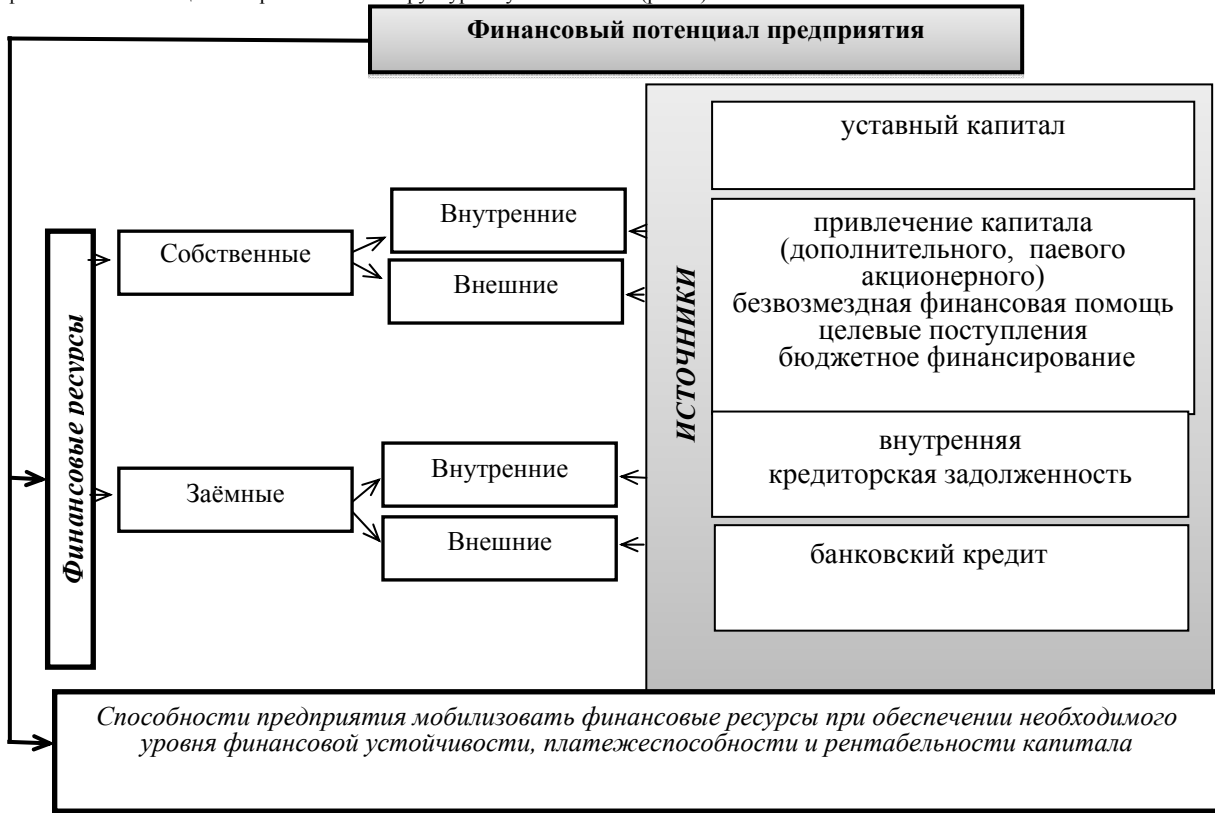 Финансовый потенциал предприятия
уставный капитал
Внутренние
Собственные
Внешние
привлечение капитала
(дополнительного, паевого
акционерного)
безвозмездная финансовая помощь
целевые поступления
бюджетное финансирование
Финансовые ресурсы
ИСТОЧНИКИ
Внутренние
Заёмные
Внешние
внутренняя
кредиторская задолженность
банковский кредит
Способности предприятия мобилизовать финансовые ресурсы при обеспечении необходимого
уровня финансовой устойчивости, платежеспособности и рентабельности капитала